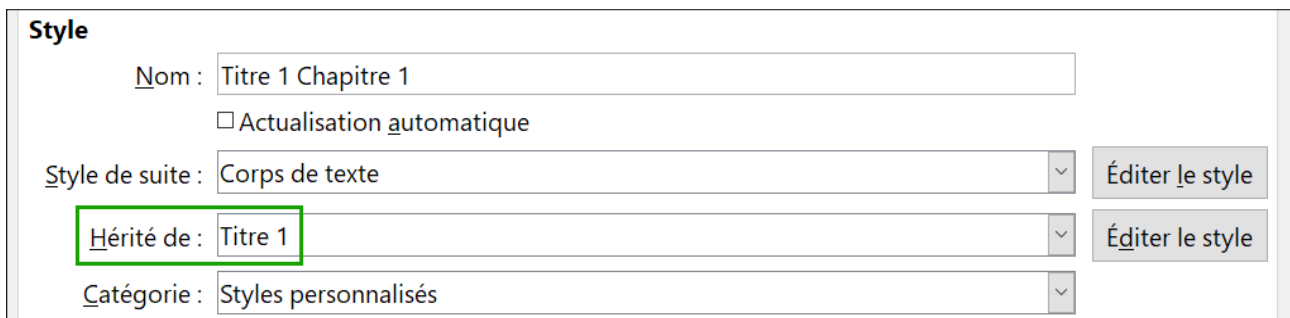 Style
Nom : Titre 1 Chapitre 1
Actualisation automatique
Style de suite : Corps de texte Éditer le style
Hérité de : Titre 1 Éditer le style
Catégorie : Styles personnalisés